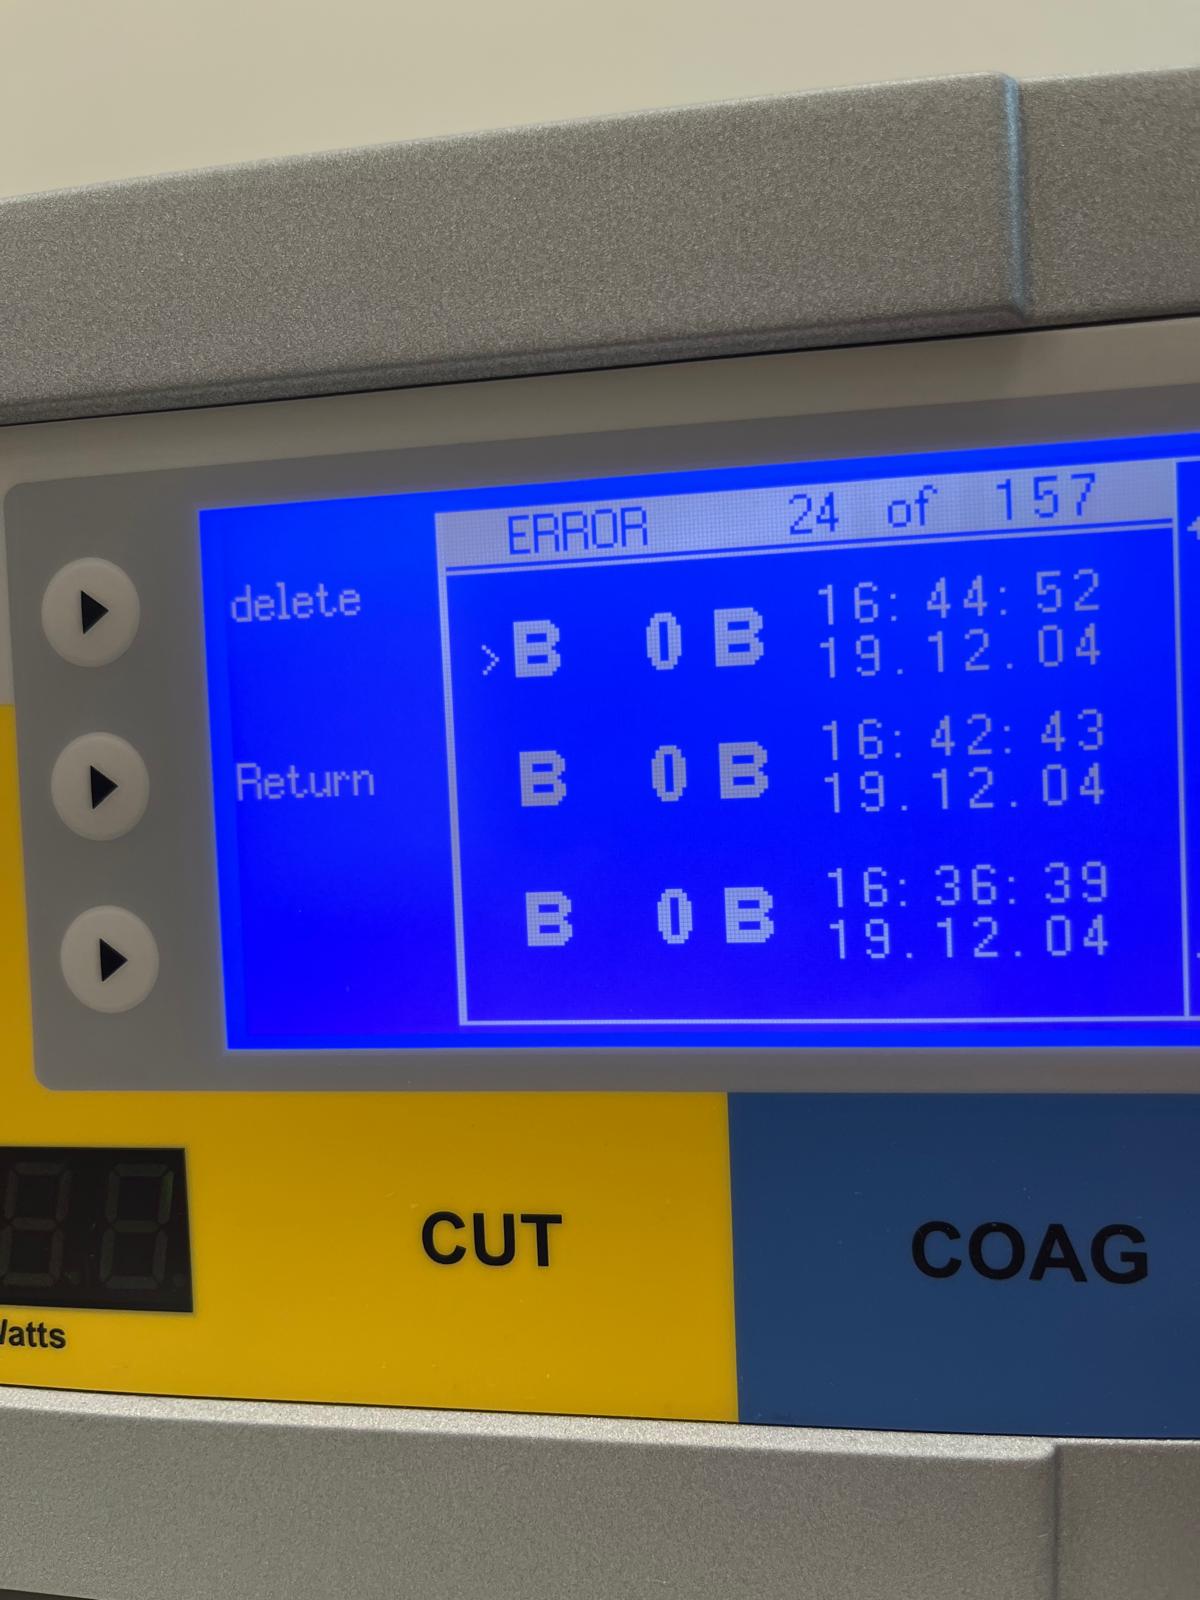 ERROR 24 of 157
delete
>B 0B 16:44:52
19.12.04
Return
B 0B 16:42:43
19.12.04
B 0B 16:36:39
19.12.04
CUT
COAG